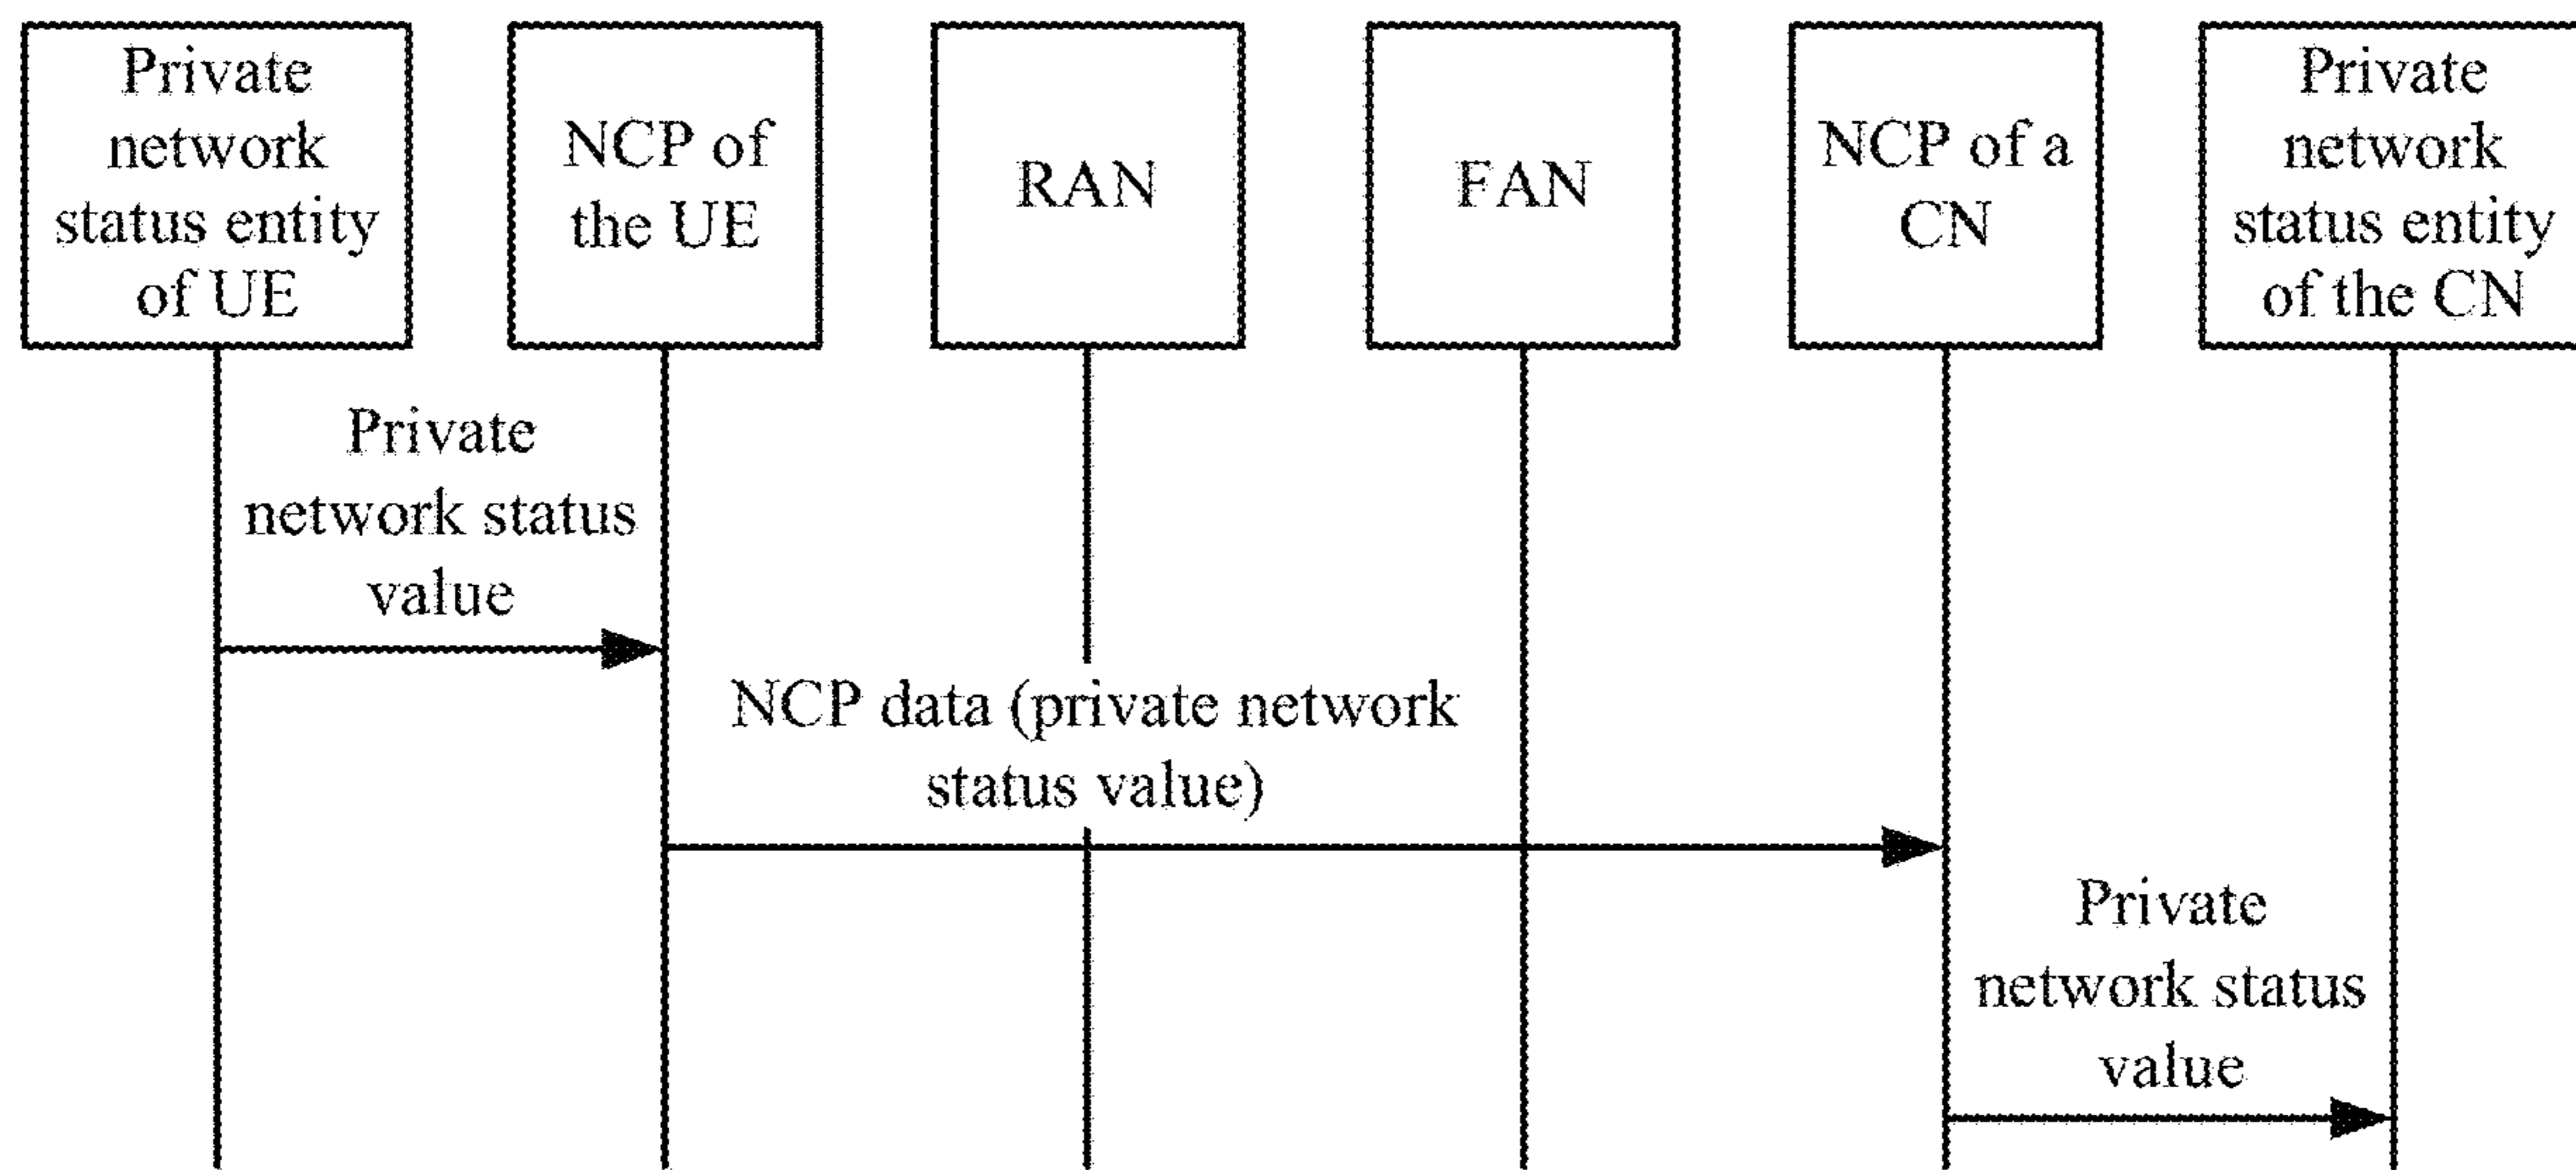 Private
network
status entity
of UE
NCP of
the UE
RAN
FAN
NCP of a
CN
Private
network
status entity
of the CN
Private
network status
value
NCP data (private network
status value)
Private
network status
value